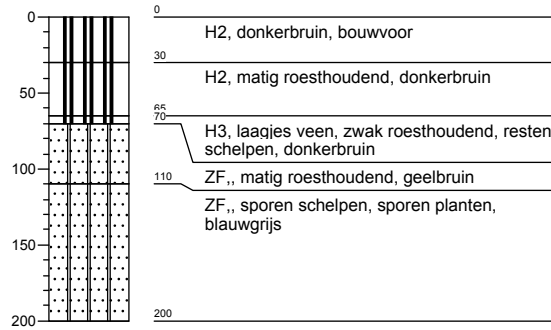 0
0
H2, donkerbruin, bouwvoor
30
H2, matig roesthoudend, donkerbruin
50
65
70
H3, laagjes veen, zwak roesthoudend, resten
schelpen, donkerbruin
100
110
ZF,, matig roesthoudend, geelbruin
ZF,, sporen schelpen, sporen planten,
blauwgrijs
150
200
200